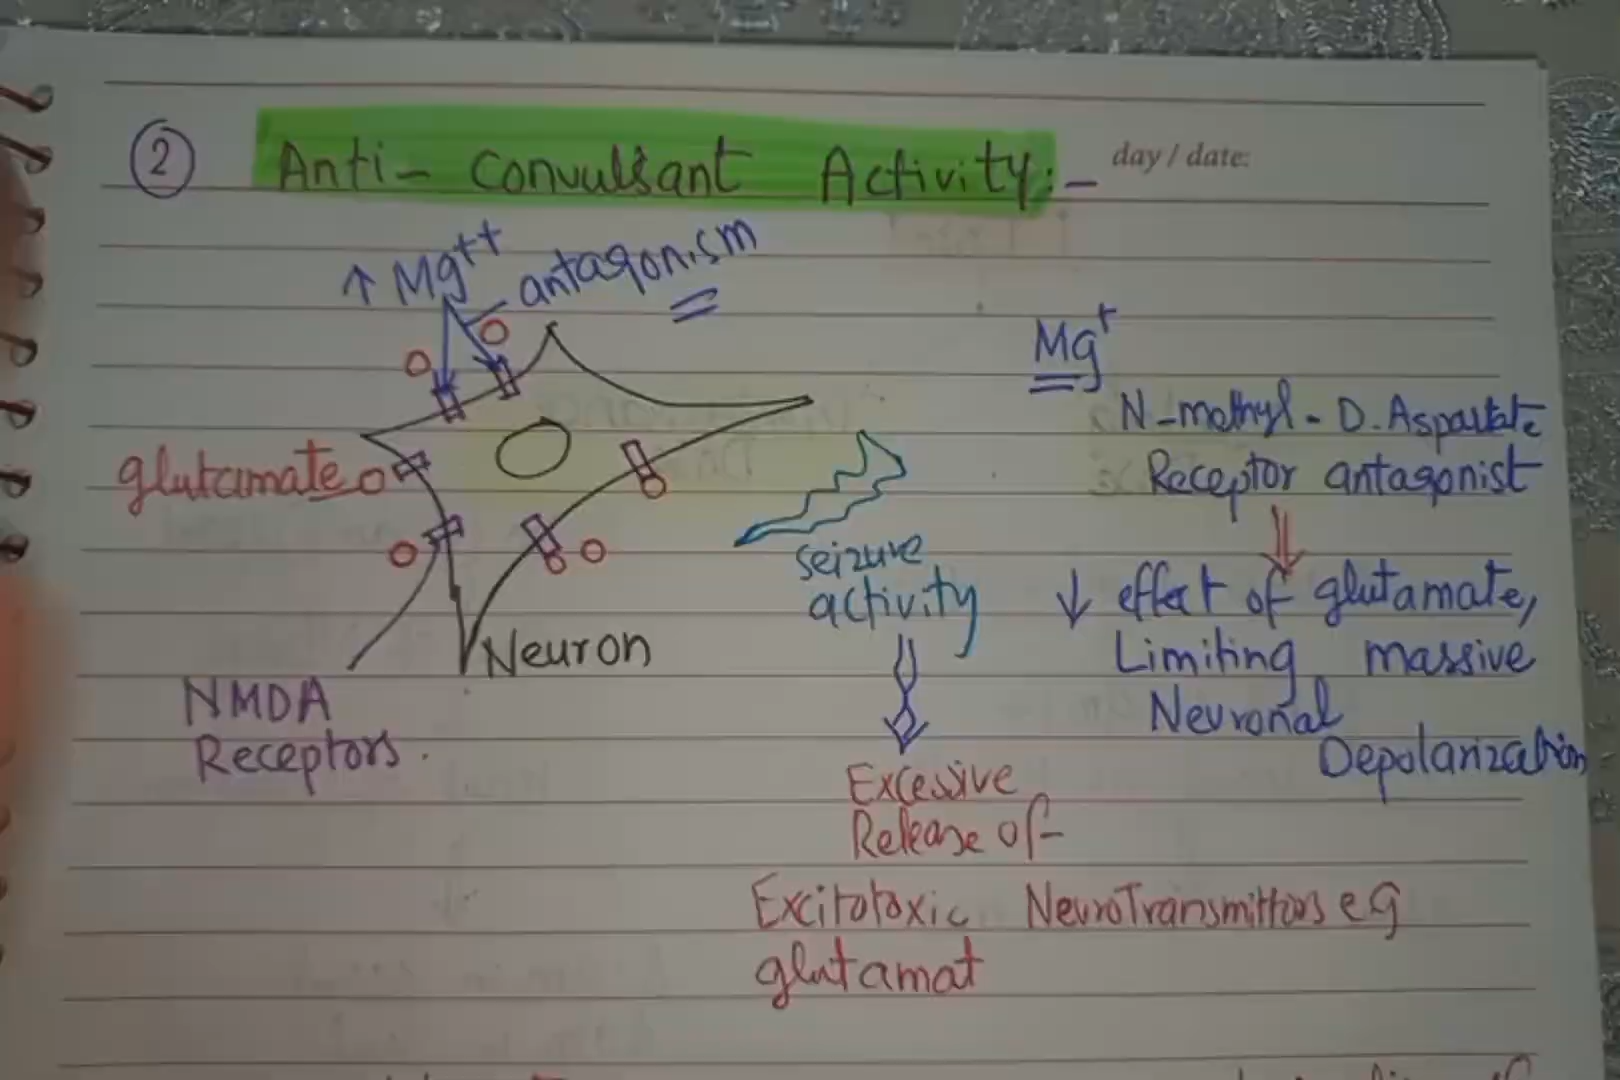 2 Anti- Convulsant Activity:-
day / date:
↑ Mg++ antagonism
glutamate
Neuron
NMDA
Receptors.
seizure
activity
Excessive
Release of
Excitotoxic NeuroTransmittors eg
glutamat
Mg+
N-methyl-D.Aspartate
Receptor antagonist
↓ effect of glutamate,
Limiting massive
Neuronal
Depolarization